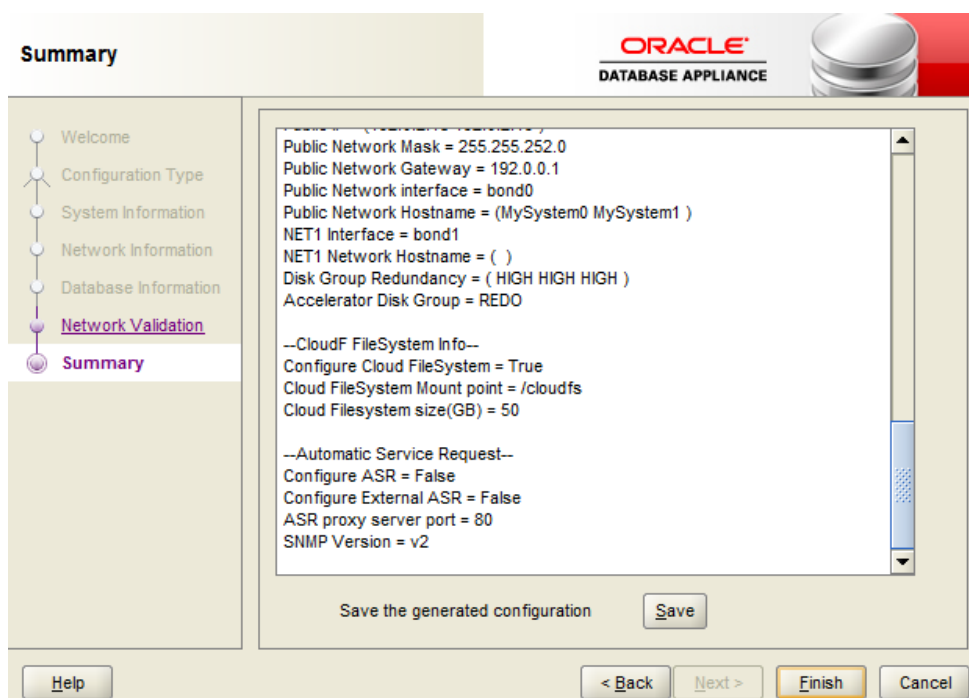 Summary
ORACLE
DATABASE APPLIANCE
Welcome
Configuration Type
System Information
Network Information
Database Information
Network Validation
Summary
Public Network Mask = 255.255.252.0
Public Network Gateway = 192.0.0.1
Public Network interface = bond0
Public Network Hostname = (MySystem0 MySystem1 )
NET1 Interface = bond1
NET1 Network Hostname = (  )
Disk Group Redundancy = ( HIGH HIGH HIGH )
Accelerator Disk Group = REDO
--CloudF FileSystem Info--
Configure Cloud FileSystem = True
Cloud FileSystem Mount point = /cloudfs
Cloud Filesystem size(GB) = 50
--Automatic Service Request--
Configure ASR = False
Configure External ASR = False
ASR proxy server port = 80
SNMP Version = v2
Save the generated configuration
Save
Help
< Back
Next >
Finish
Cancel